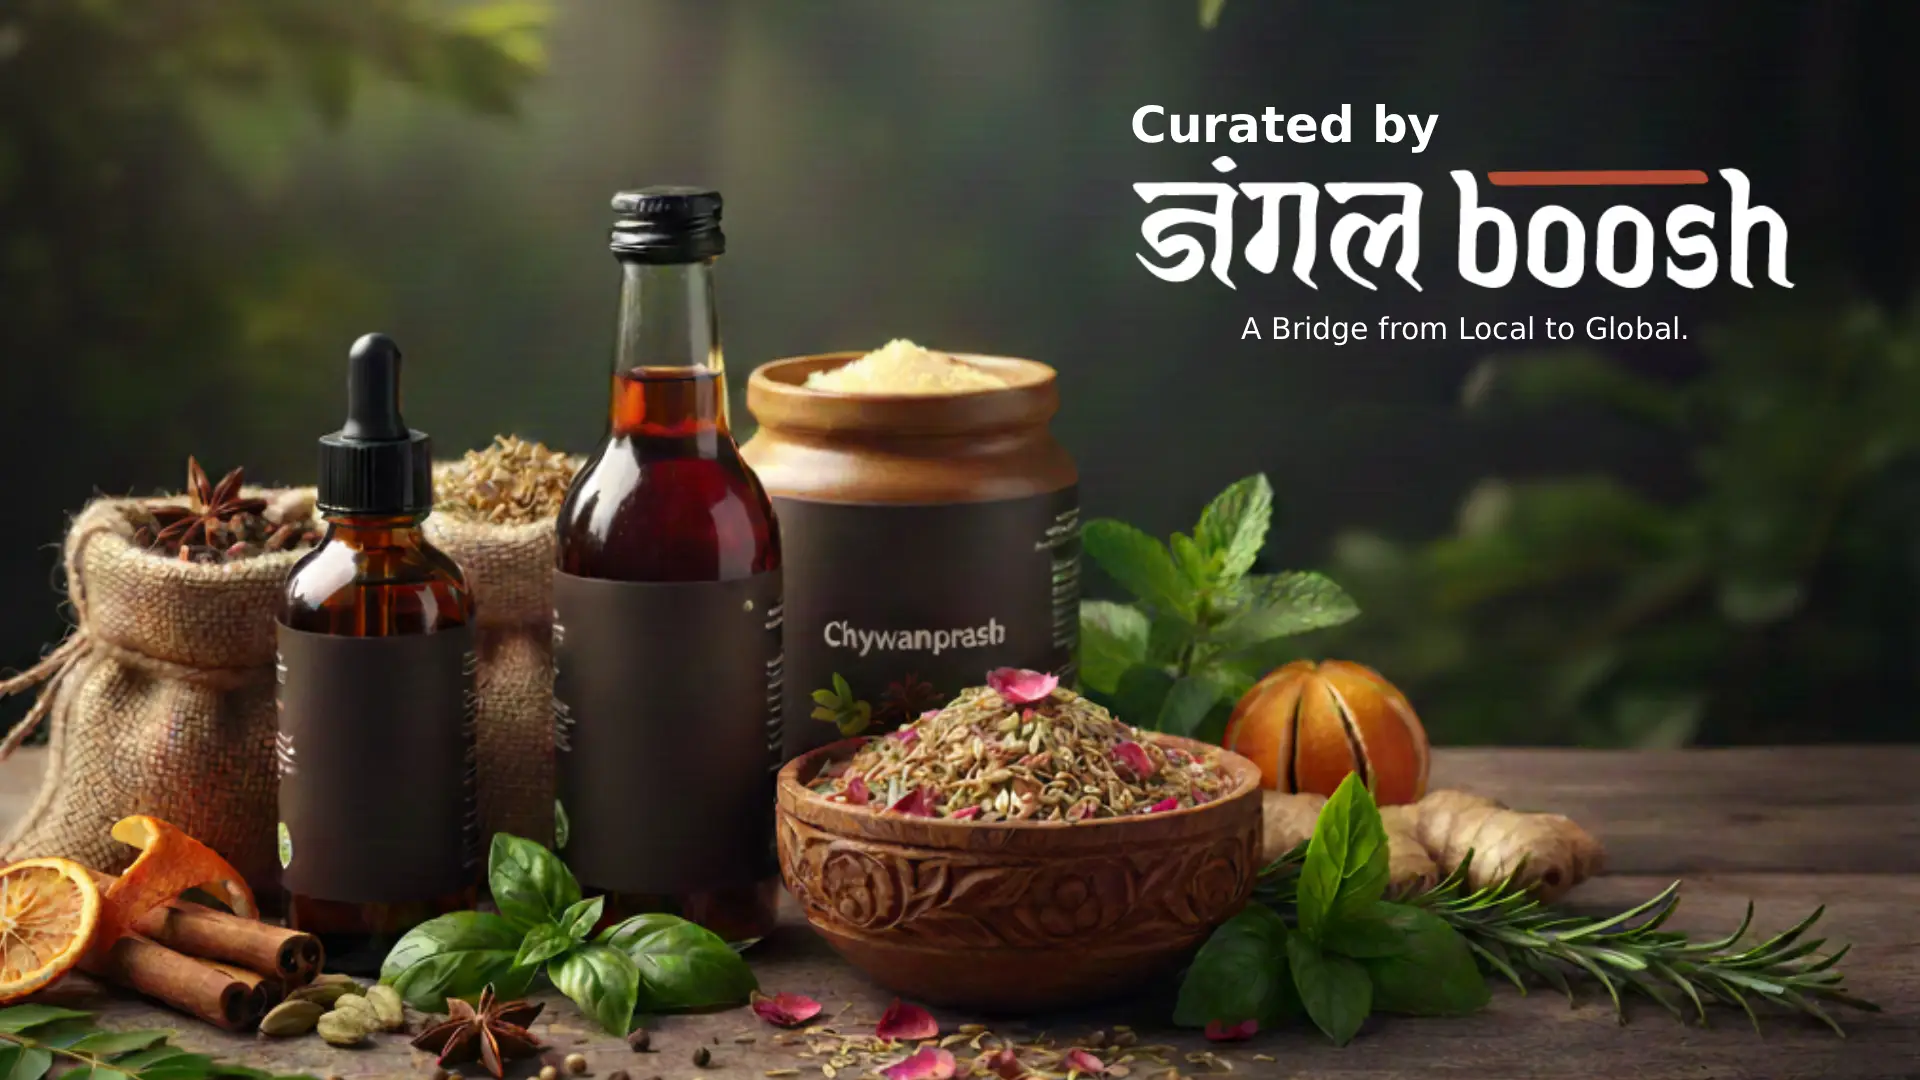 Curated by
जंगल boosh
A Bridge from Local to Global.
Chywanprash